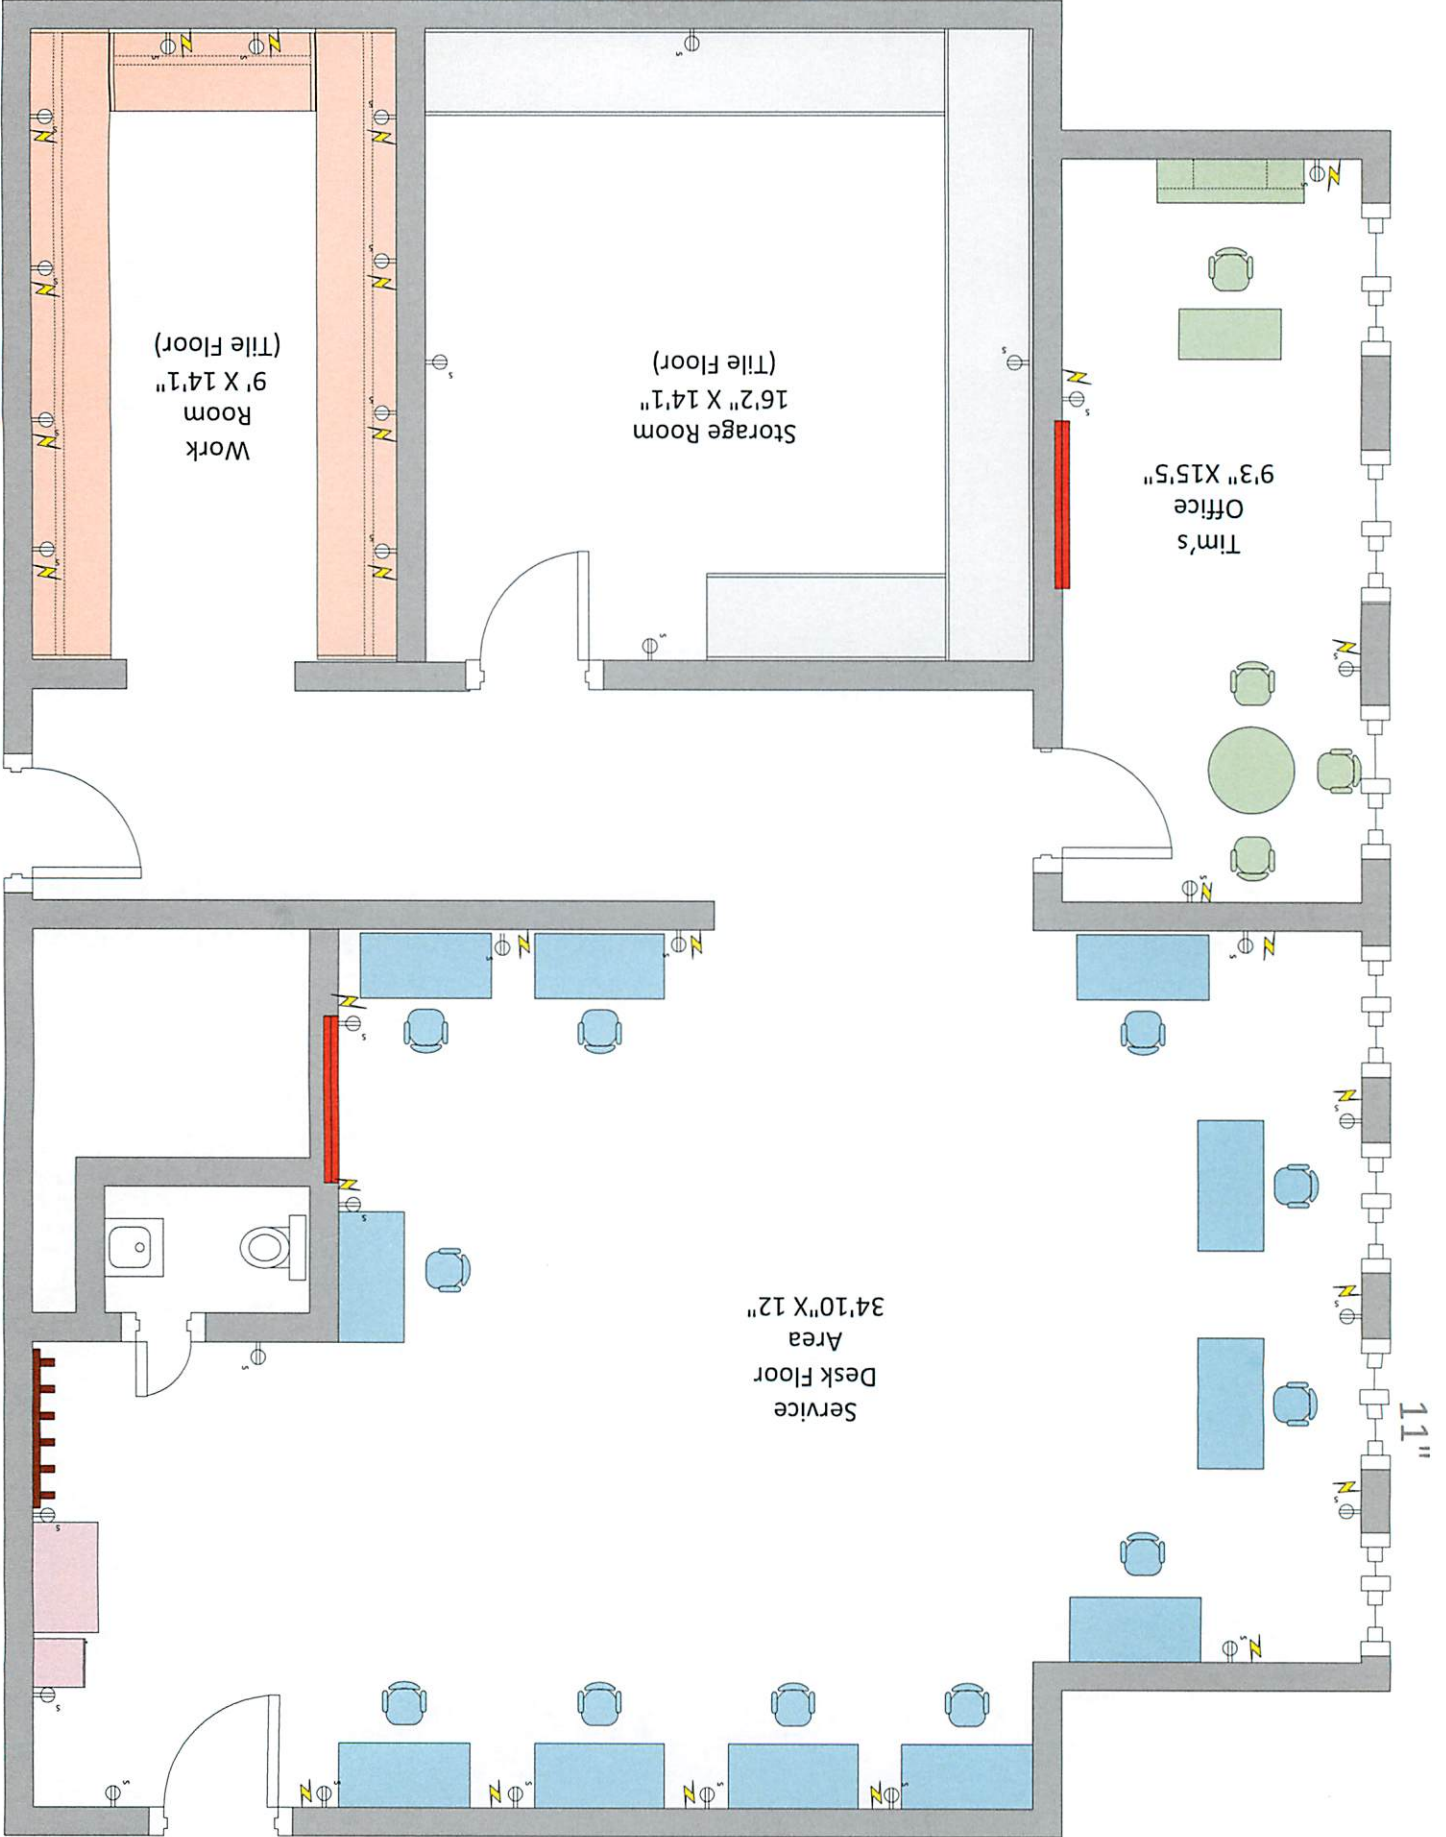 11"
Service
Desk Floor
Area
34'10"X 12"
Tim's
Office
9'3" X15'5"
Storage Room
16'2" X 14'1"
(Tile Floor)
Work
Room
9' X 14'1"
(Tile Floor)